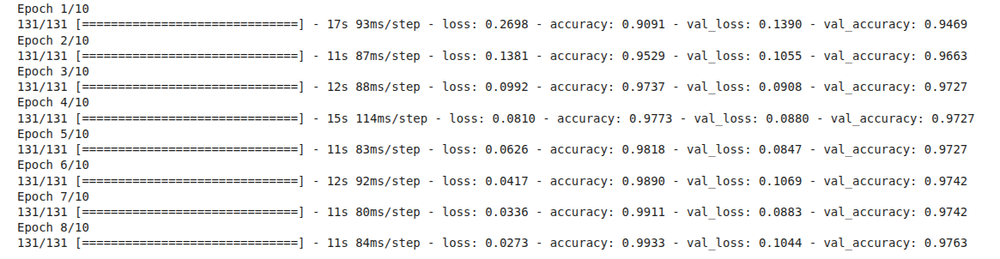 Epoch 1/10
131/131 [==============================] - 17s 93ms/step - loss: 0.2698 - accuracy: 0.9091 - val_loss: 0.1390 - val_accuracy: 0.9469
Epoch 2/10
131/131 [==============================] - 11s 87ms/step - loss: 0.1381 - accuracy: 0.9529 - val_loss: 0.1055 - val_accuracy: 0.9663
Epoch 3/10
131/131 [==============================] - 12s 88ms/step - loss: 0.0992 - accuracy: 0.9737 - val_loss: 0.0908 - val_accuracy: 0.9727
Epoch 4/10
131/131 [==============================] - 15s 114ms/step - loss: 0.0810 - accuracy: 0.9773 - val_loss: 0.0880 - val_accuracy: 0.9727
Epoch 5/10
131/131 [==============================] - 11s 83ms/step - loss: 0.0626 - accuracy: 0.9818 - val_loss: 0.0847 - val_accuracy: 0.9727
Epoch 6/10
131/131 [==============================] - 12s 92ms/step - loss: 0.0417 - accuracy: 0.9890 - val_loss: 0.1069 - val_accuracy: 0.9742
Epoch 7/10
131/131 [==============================] - 11s 80ms/step - loss: 0.0336 - accuracy: 0.9911 - val_loss: 0.0883 - val_accuracy: 0.9742
Epoch 8/10
131/131 [==============================] - 11s 84ms/step - loss: 0.0273 - accuracy: 0.9933 - val_loss: 0.1044 - val_accuracy: 0.9763